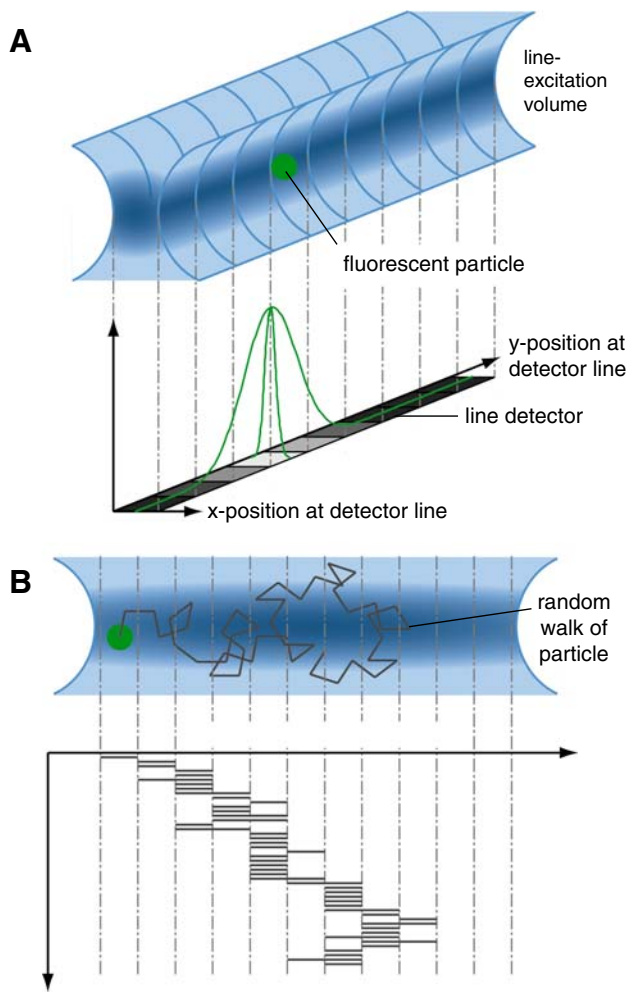 A
line-
excitation
volume
fluorescent particle
y-position at
detector line
line detector
x-position at detector line
B
random
walk of
particle